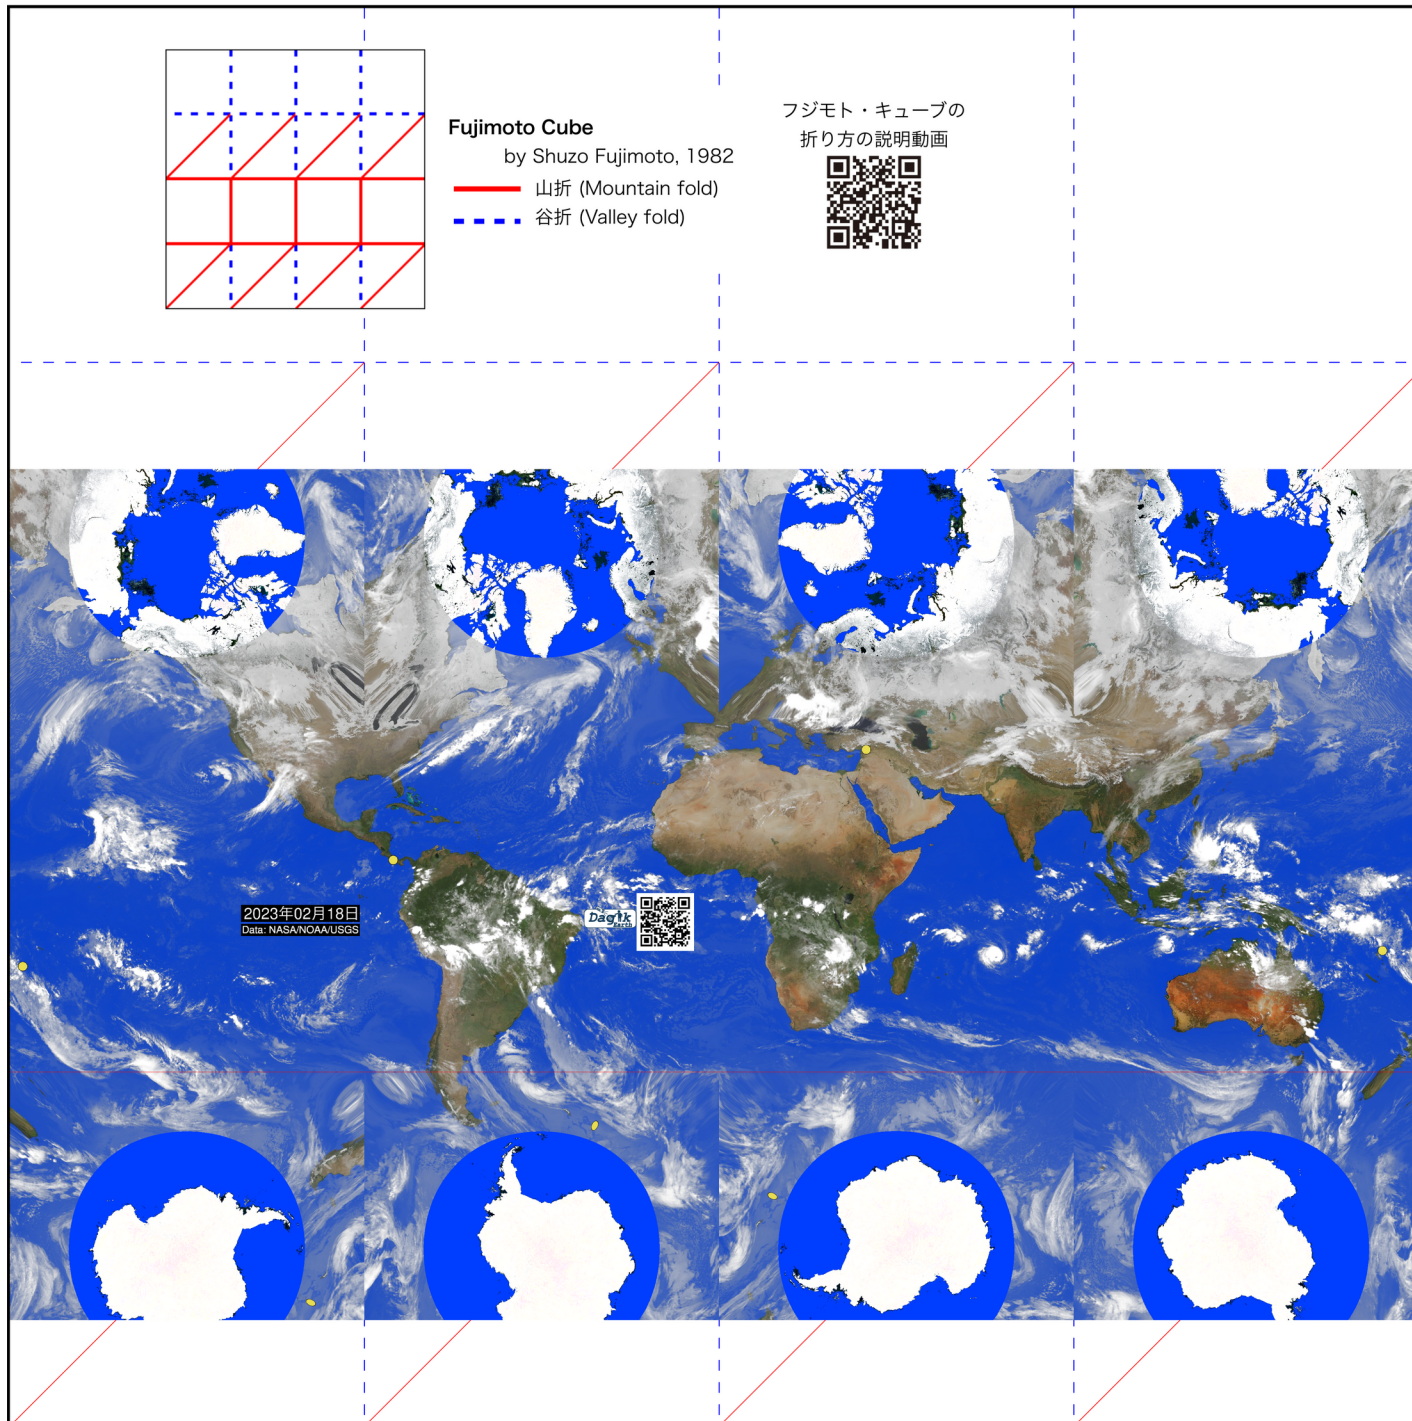 Fujimoto Cube
by Shuzo Fujimoto, 1982
山折 (Mountain fold)
谷折 (Valley fold)
フジモト・キューブの
折り方の説明動画
2023年02月18日
Data: NASA/NOAA/USGS
Dagik
Earth